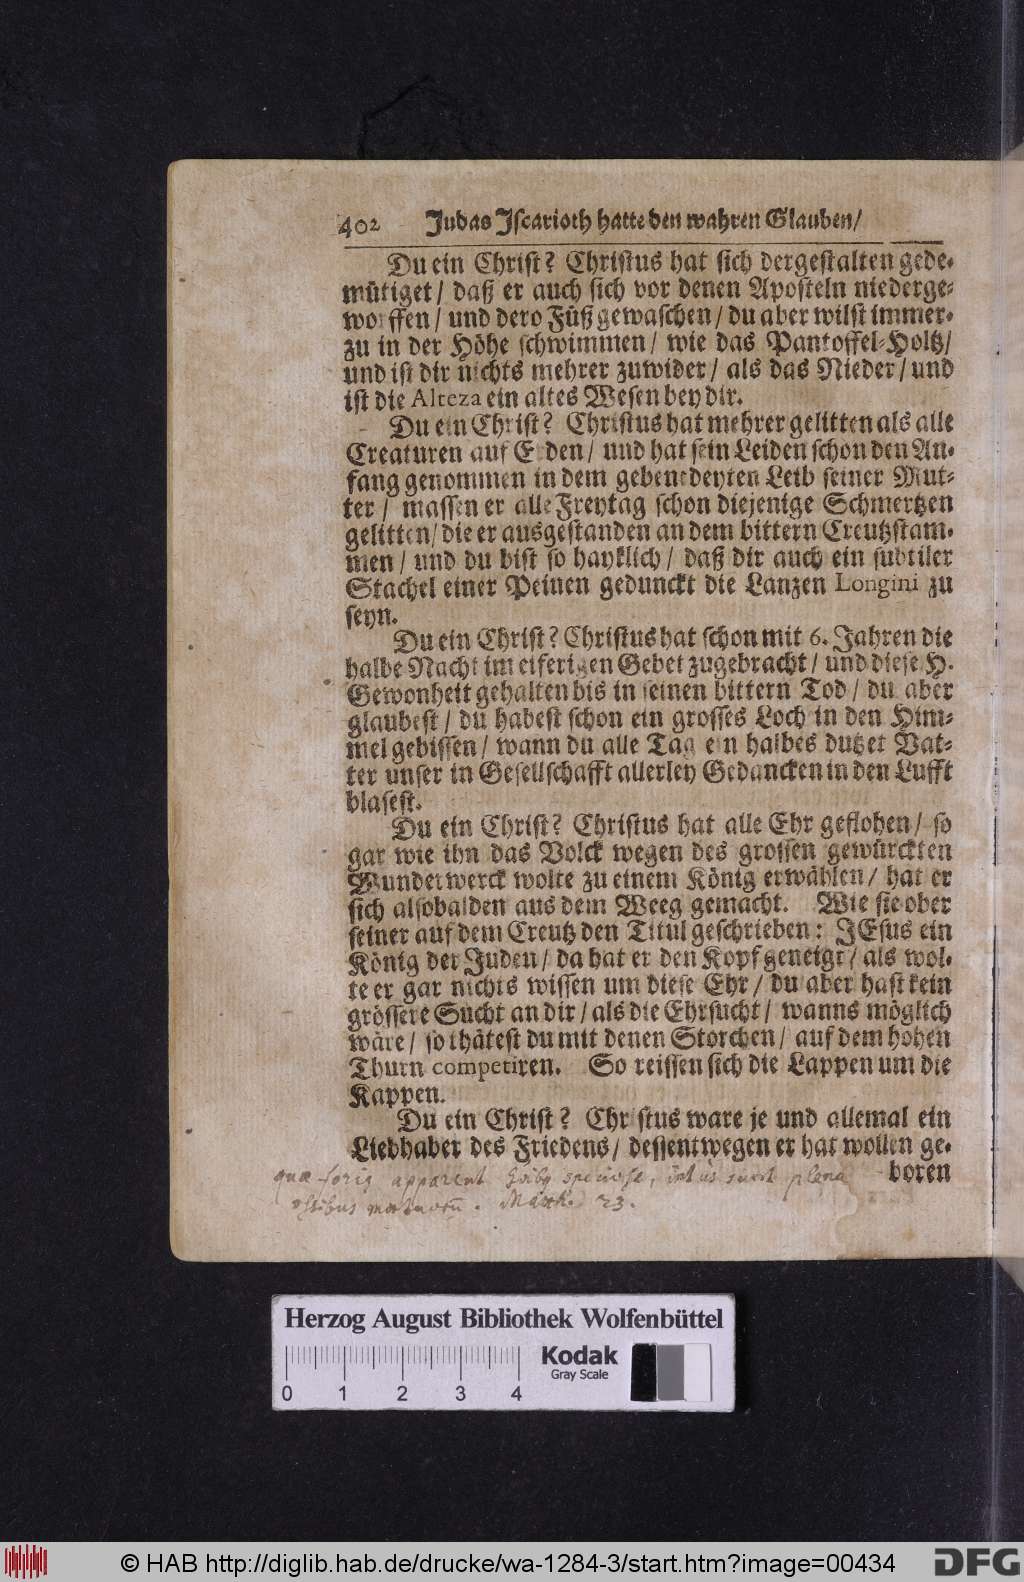 402 Judas Iſcarioth hatte den wahren Glauben/
Du ein Chriſt? Chriſtus hat ſich dergeſtalten gede-
mütiget/ daß er auch ſich vor denen Apoſteln niederge-
worffen/ und dero Füß gewaſchen/ du aber wilſt immer-
zu in der Höhe ſchwimmen/ wie das Pantoffel-Holtz/
und iſt dir nichts mehrer zuwider/ als das Nieder/ und
iſt die Alteza ein altes Weſen bey dir.
Du ein Chriſt? Chriſtus hat mehrer gelitten als alle
Creaturen auf Erden/ und hat ſein Leiden ſchon den An-
fang genommen in dem gebenedeyten Leib ſeiner Mut-
ter/ maſſen er alle Freytag ſchon diejenige Schmertzen
gelitten/ die er ausgeſtanden an dem bittern Creutzſtam-
men/ und du biſt ſo hayklich/ daß dir auch ein ſubtiler
Stachel einer Peinen gedunckt die Lanzen Longini zu
ſeyn.
Du ein Chriſt? Chriſtus hat ſchon mit 6. Jahren die
halbe Nacht im eiferigen Gebet zugebracht/ und dieſe H.
Gewonheit gehalten bis in ſeinen bittern Tod/ du aber
glaubeſt/ du habeſt ſchon ein groſſes Loch in den Him-
mel gebiſſen/ wann du alle Tag ein halbes dutzet Vat-
ter unſer in Geſellſchafft allerley Gedancken in den Lufft
blaſeſt.
Du ein Chriſt? Chriſtus hat alle Ehr geflohen/ ſo
gar wie ihn das Volck wegen des groſſen gewürckten
Wunderwerck wolte zu einem König erwählen/ hat er
ſich alſobalden aus dem Weeg gemacht. Wie ſie ober
ſeiner auf dem Creutz den Titul geſchrieben: JEſus ein
König der Juden/ da hat er den Kopf geneigt/ als wol-
te er gar nichts wiſſen um dieſe Ehr/ du aber haſt kein
gröſſere Sucht an dir/ als die Ehrſucht/ wanns möglich
wäre/ ſo thäteſt du mit denen Storchen/ auf dem hohen
Thurn competiren. So reiſſen ſich die Lappen um die
Kappen.
Du ein Chriſt? Chriſtus ware je und allemal ein
Liebhaber des Friedens/ deſſentwegen er hat wollen ge-
boren
quæ foris apparent specioſa, intus sunt plena
oſsibus mortuorū. Matth. 23.
Herzog August Bibliothek Wolfenbüttel
0 1 2 3 4
Kodak
Gray Scale
© HAB http://diglib.hab.de/drucke/wa-1284-3/start.htm?image=00434
DFG